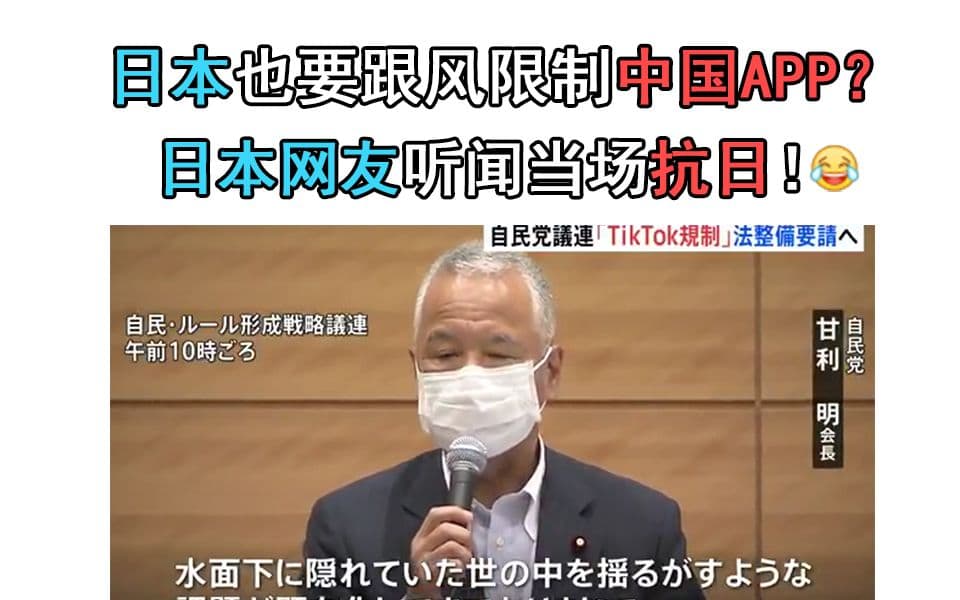 日本也要跟风限制中国APP?
日本网友听闻当场抗日!😂
自民党議連「TikTok規制」法整備要請へ
自民・ルール形成戦略議連
午前10時ごろ
自民党
甘利 明会長
水面下に隠れていた世の中を揺るがすような